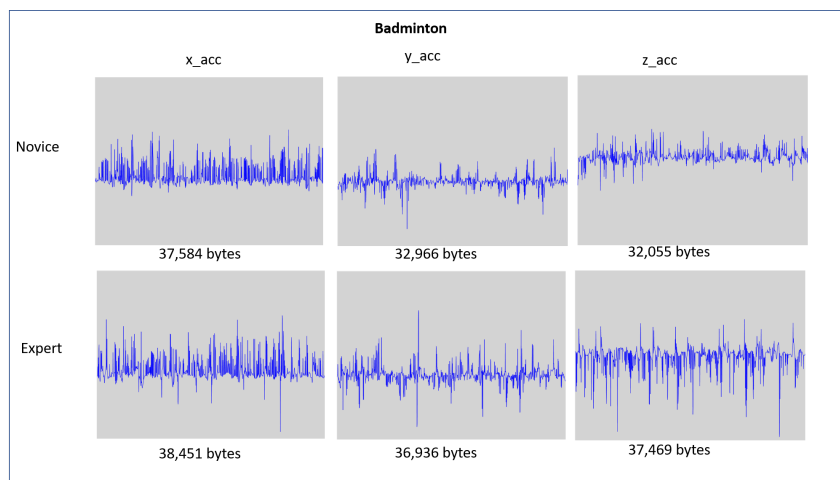 Badminton
x_acc y_acc z_acc
Novice
37,584 bytes 32,966 bytes 32,055 bytes
Expert
38,451 bytes 36,936 bytes 37,469 bytes